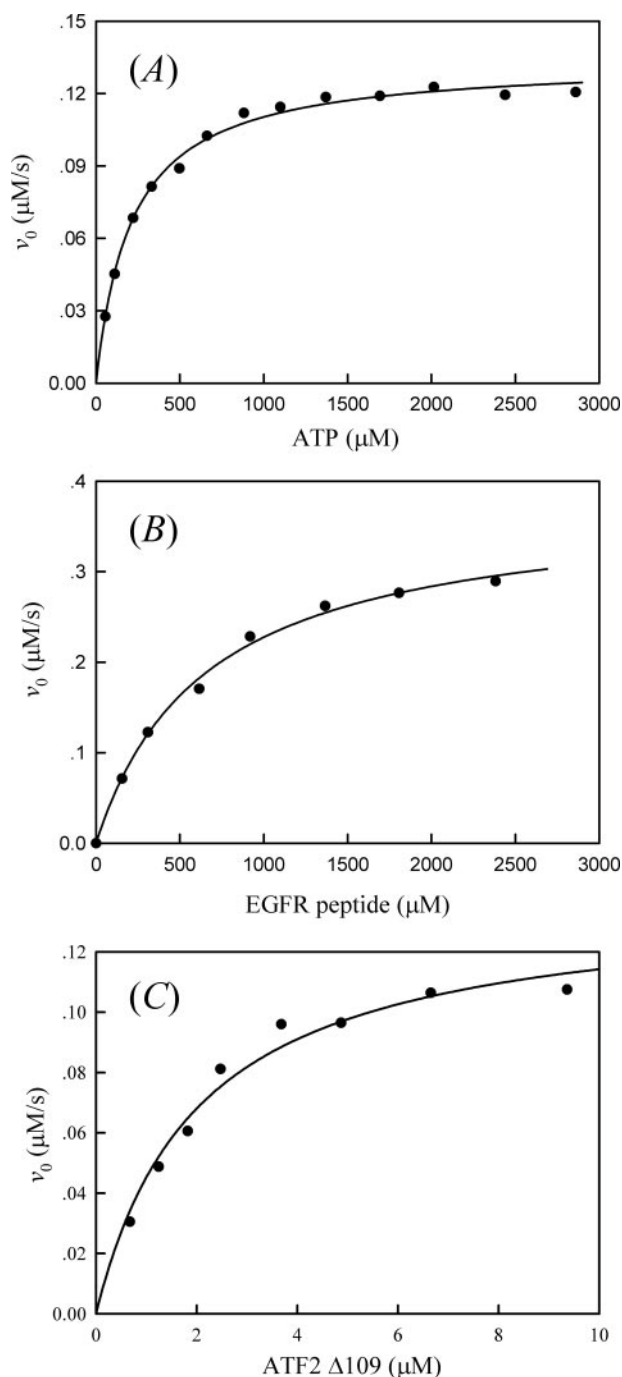 (A)
.15
.12
.09
.06
.03
0.00
v0 (μM/s)
0 500 1000 1500 2000 2500 3000
ATP (μM)
(B)
.4
.3
.2
.1
0.0
v0 (μM/s)
0 500 1000 1500 2000 2500 3000
EGFR peptide (μM)
(C)
.12
.10
.08
.06
.04
.02
0.00
v0 (μM/s)
0 2 4 6 8 10
ATF2 Δ109 (μM)